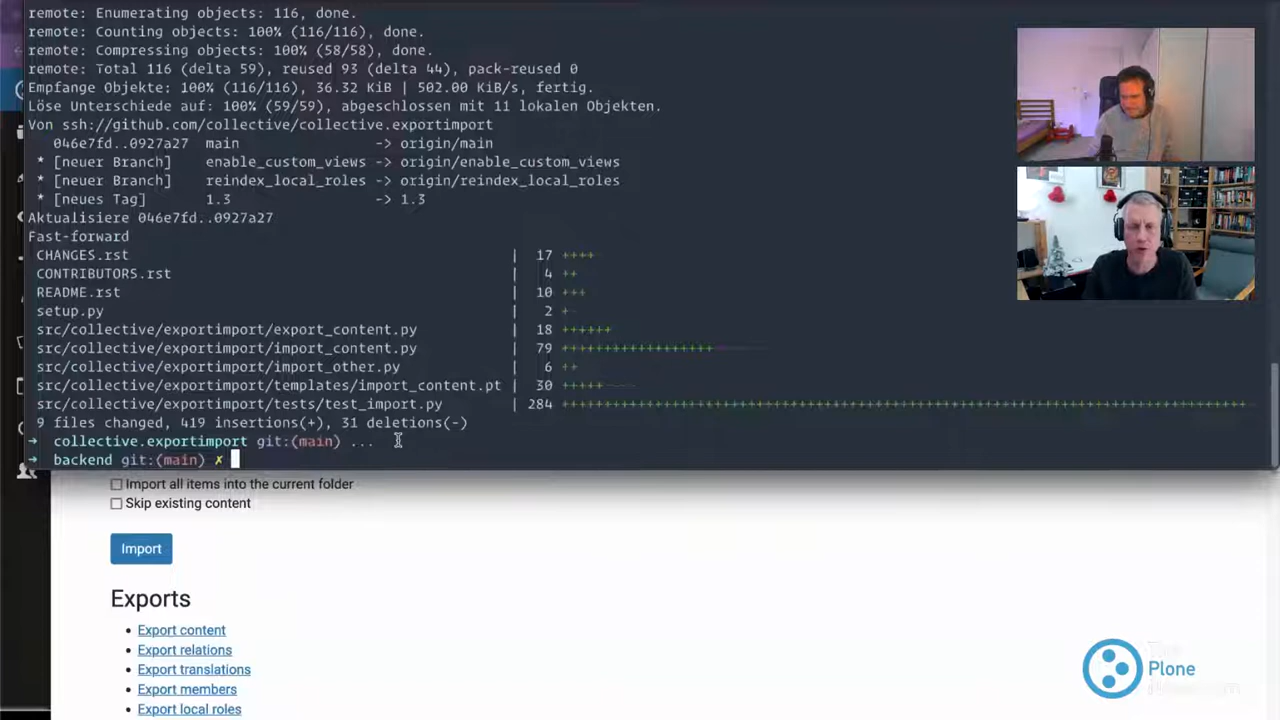 remote: Enumerating objects: 116, done.
remote: Counting objects: 100% (116/116), done.
remote: Compressing objects: 100% (58/58), done.
remote: Total 116 (delta 59), reused 93 (delta 44), pack-reused 0
Empfange Objekte: 100% (116/116), 36.32 KiB | 502.00 KiB/s, fertig.
Löse Unterschiede auf: 100% (59/59), abgeschlossen mit 11 lokalen Objekten.
Von ssh://github.com/collective/collective.exportimport
046e7fd..0927a27 main -> origin/main
* [neuer Branch] enable_custom_views -> origin/enable_custom_views
* [neuer Branch] reindex_local_roles -> origin/reindex_local_roles
* [neues Tag] 1.3 -> 1.3
Aktualisiere 046e7fd..0927a27
Fast-forward
CHANGES.rst | 17 ++++
CONTRIBUTORS.rst | 4 ++
README.rst | 10 +++
setup.py | 2 +
src/collective/exportimport/export_content.py | 18 ++++++
src/collective/exportimport/import_content.py | 79
src/collective/exportimport/import_other.py | 6 ++
src/collective/exportimport/templates/import_content.pt | 30
src/collective/exportimport/tests/test_import.py | 284
9 files changed, 419 insertions(+), 31 deletions(-)
→ collective.exportimport git:(main) ...
→ backend git:(main) ✗
Import all items into the current folder
Skip existing content
Import
Exports
• Export content
• Export relations
• Export translations
• Export members
• Export local roles
Plone